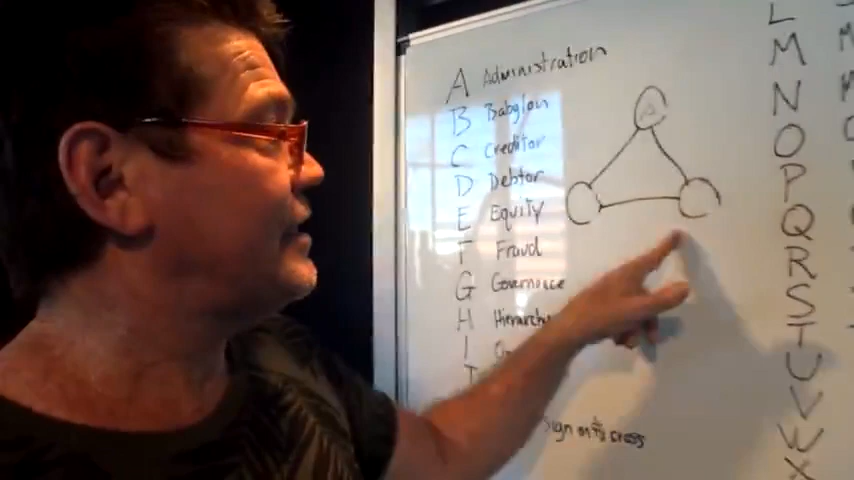 A Administration
B Babylon
C Creditor
D Debtor
E Equity
F Fraud
G Governance
H Hierarchy
I
Sign on the cross
A
L
M
N
O
P
Q
R
S
T
U
V
W
X